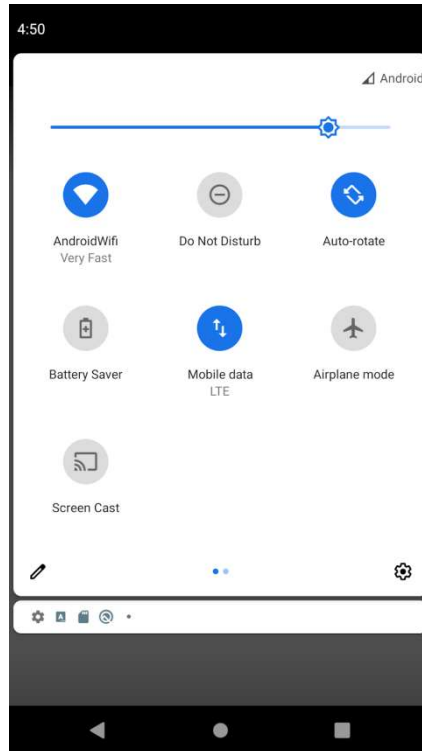 4:50
Android
AndroidWifi
Very Fast
Do Not Disturb
Auto-rotate
Battery Saver
Mobile data
LTE
Airplane mode
Screen Cast
A